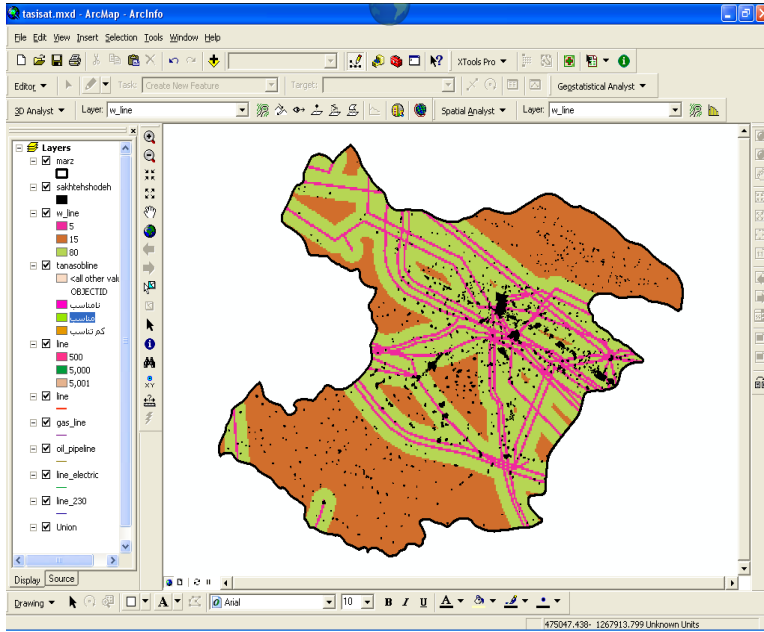 tasisat.mxd - ArcMap - ArcInfo
File Edit View Insert Selection Tools Window Help
XTools Pro
Editor Task: Create New Feature Target: Geostatistical Analyst
3D Analyst Layer: w_line Spatial Analyst Layer: w_line
Layers
marz
sakhtehshodeh
w_line
5
15
80
tanasobline
<all other val
OBJECTID
نامناسب
مناسب
کم تناسب
line
500
5,000
5,001
line
gas_line
oil_pipeline
line_electric
line_230
Union
Display Source
Drawing A Arial 10 B I U A
475047.438- 1267913.799 Unknown Units